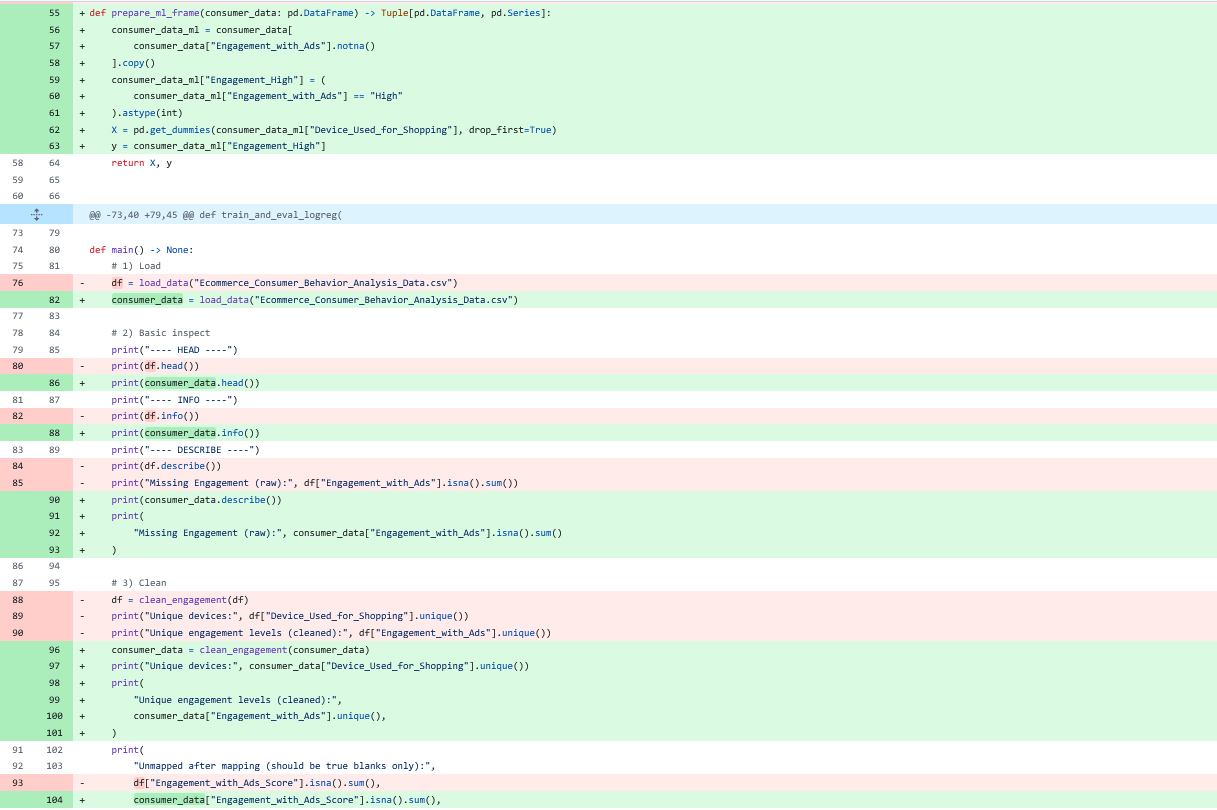 55 + def prepare_ml_frame(consumer_data: pd.DataFrame) -> Tuple[pd.DataFrame, pd.Series]:
56 +     consumer_data_ml = consumer_data[
57 +         consumer_data["Engagement_with_Ads"].notna()
58 +     ].copy()
59 +     consumer_data_ml["Engagement_High"] = (
60 +         consumer_data_ml["Engagement_with_Ads"] == "High"
61 +     ).astype(int)
62 +     X = pd.get_dummies(consumer_data_ml["Device_Used_for_Shopping"], drop_first=True)
63 +     y = consumer_data_ml["Engagement_High"]
58 64     return X, y
59 65
60 66
@@ -73,40 +79,45 @@ def train_and_eval_logreg(
73 79
74 80 def main() -> None:
75 81     # 1) Load
76 -     df = load_data("Ecommerce_Consumer_Behavior_Analysis_Data.csv")
82 +     consumer_data = load_data("Ecommerce_Consumer_Behavior_Analysis_Data.csv")
77 83
78 84     # 2) Basic inspect
79 85     print("---- HEAD ----")
80 -     print(df.head())
86 +     print(consumer_data.head())
81 87     print("---- INFO ----")
82 -     print(df.info())
88 +     print(consumer_data.info())
83 89     print("---- DESCRIBE ----")
84 -     print(df.describe())
85 -     print("Missing Engagement (raw):", df["Engagement_with_Ads"].isna().sum())
90 +     print(consumer_data.describe())
91 +     print(
92 +         "Missing Engagement (raw):", consumer_data["Engagement_with_Ads"].isna().sum()
93 +     )
86 94
87 95     # 3) Clean
88 -     df = clean_engagement(df)
89 -     print("Unique devices:", df["Device_Used_for_Shopping"].unique())
90 -     print("Unique engagement levels (cleaned):", df["Engagement_with_Ads"].unique())
96 +     consumer_data = clean_engagement(consumer_data)
97 +     print("Unique devices:", consumer_data["Device_Used_for_Shopping"].unique())
98 +     print(
99 +         "Unique engagement levels (cleaned):",
100 +         consumer_data["Engagement_with_Ads"].unique(),
101 +     )
91 102     print(
92 103         "Unmapped after mapping (should be true blanks only):",
93 -         df["Engagement_with_Ads_Score"].isna().sum(),
104 +         consumer_data["Engagement_with_Ads_Score"].isna().sum(),